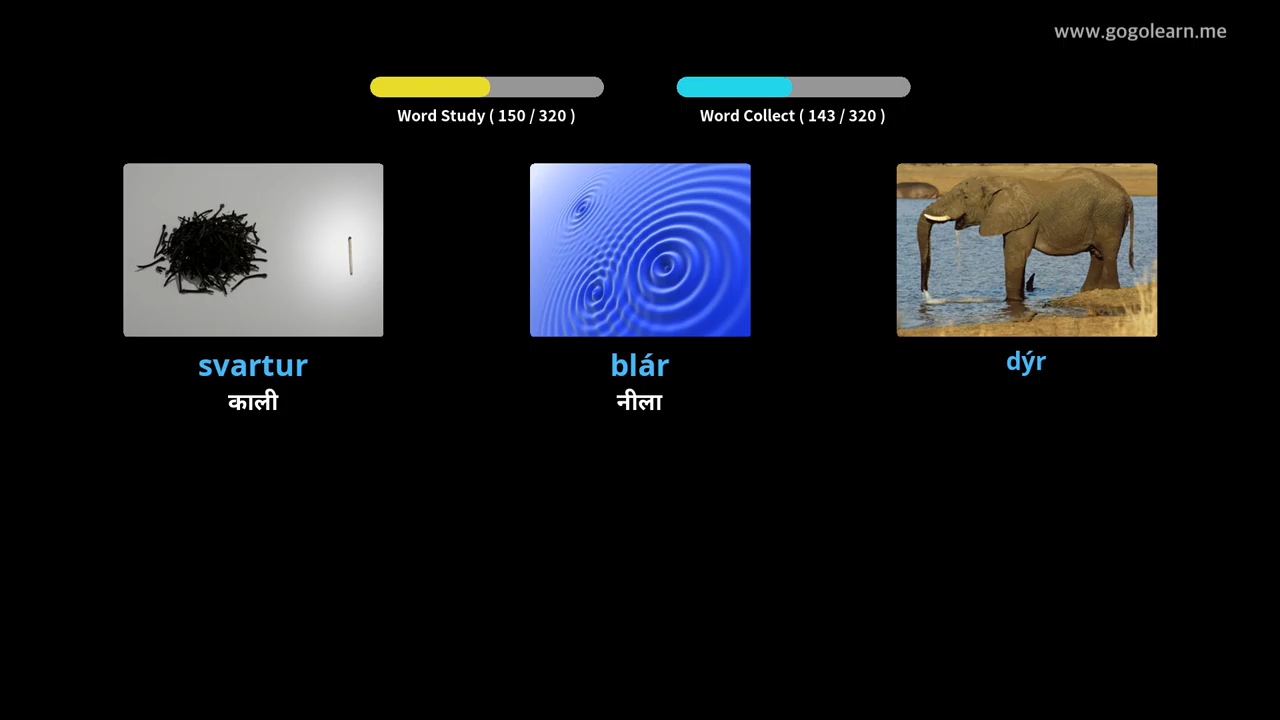 www.gogolearn.me
Word Study ( 150 / 320 )
Word Collect ( 143 / 320 )
svartur
काली
blár
नीला
dýr